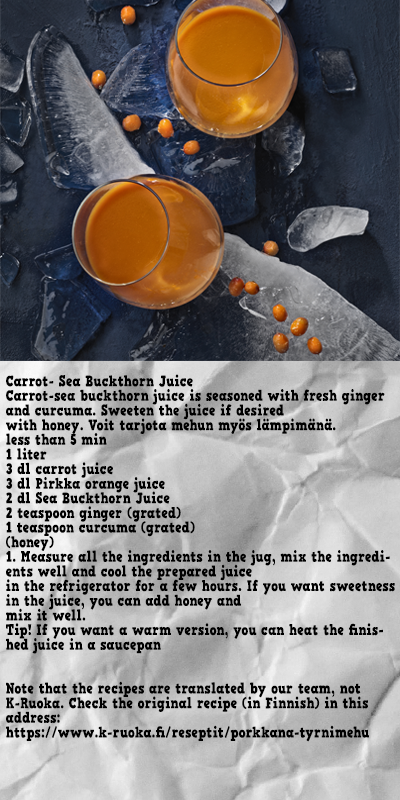 Carrot- Sea Buckthorn Juice
Carrot-sea buckthorn juice is seasoned with fresh ginger
and curcuma. Sweeten the juice if desired
with honey. Voit tarjota mehun myös lämpimänä.
less than 5 min
1 liter
3 dl carrot juice
3 dl Pirkka orange juice
2 dl Sea Buckthorn Juice
2 teaspoon ginger (grated)
1 teaspoon curcuma (grated)
(honey)
1. Measure all the ingredients in the jug, mix the ingredi-
ents well and cool the prepared juice
in the refrigerator for a few hours. If you want sweetness
in the juice, you can add honey and
mix it well.
Tip! If you want a warm version, you can heat the finis-
hed juice in a saucepan
Note that the recipes are translated by our team, not
K-Ruoka. Check the original recipe (in Finnish) in this
address:
https://www.k-ruoka.fi/reseptit/porkkana-tyrnimehu